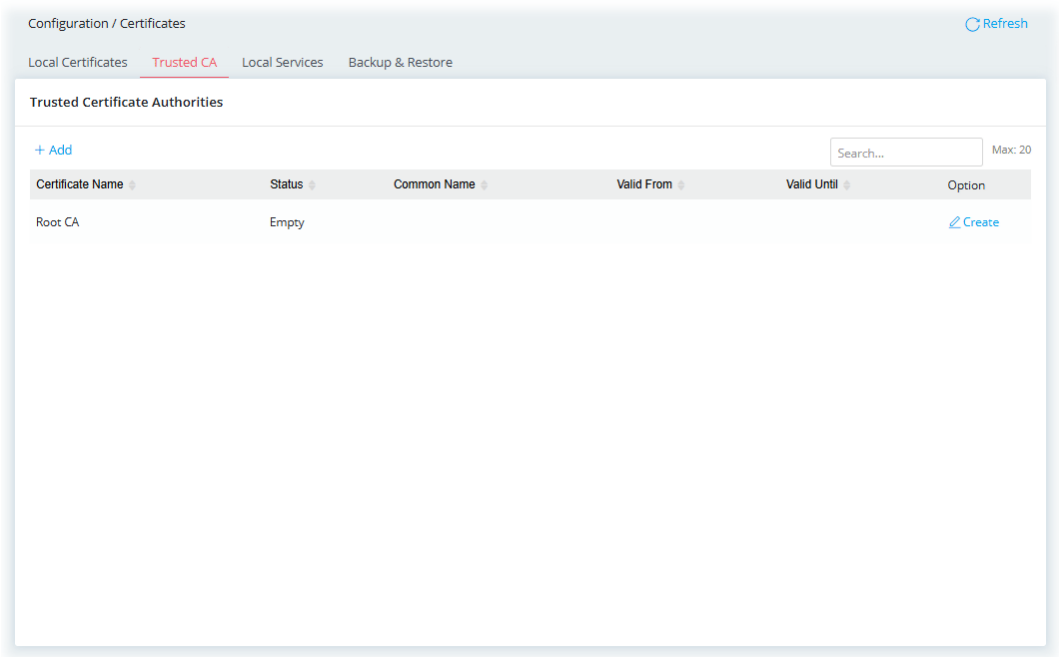 Configuration / Certificates Refresh
Local Certificates Trusted CA Local Services Backup & Restore
Trusted Certificate Authorities
+ Add Search... Max: 20
Certificate Name Status Common Name Valid From Valid Until Option
Root CA Empty Create